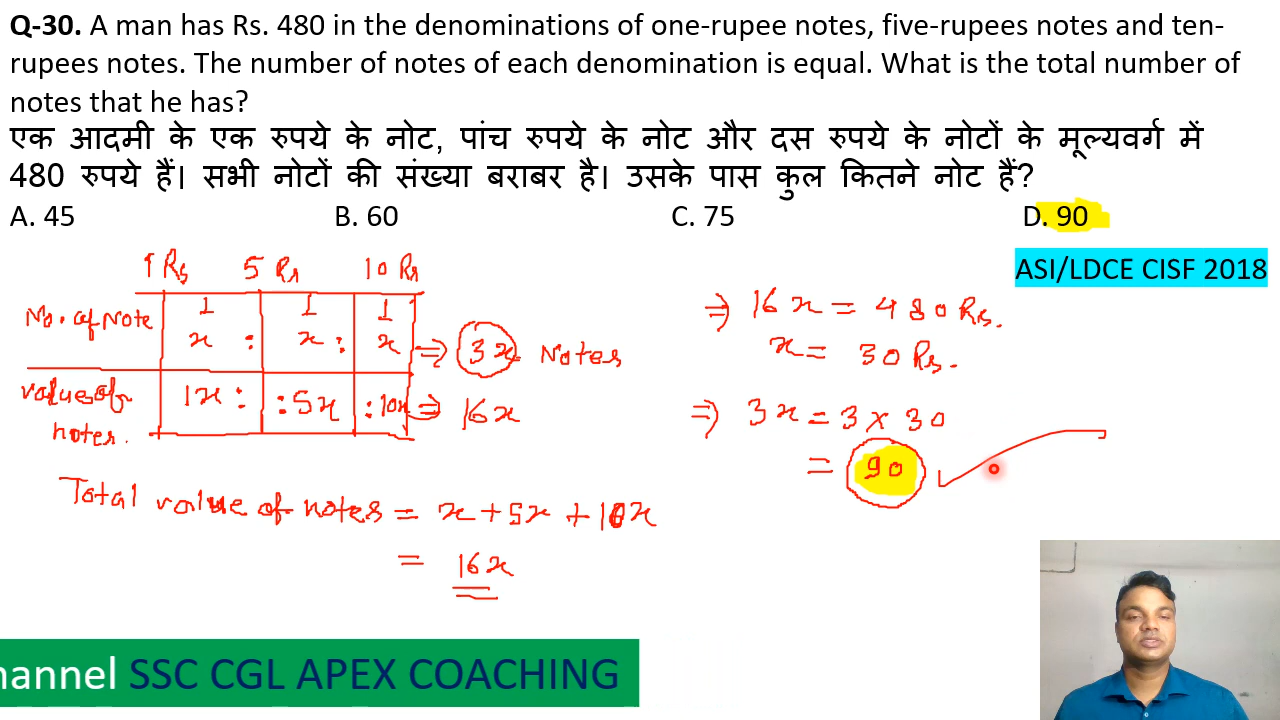 Q-30. A man has Rs. 480 in the denominations of one-rupee notes, five-rupees notes and ten-
rupees notes. The number of notes of each denomination is equal. What is the total number of
notes that he has?
एक आदमी के एक रुपये के नोट, पांच रुपये के नोट और दस रुपये के नोटों के मूल्यवर्ग में
480 रुपये हैं। सभी नोटों की संख्या बराबर है। उसके पास कुल कितने नोट हैं?
A. 45 B. 60 C. 75 D. 90
ASI/LDCE CISF 2018
1 Rs 5 Rs 10 Rs
No. of Note 1 1 1
x : x : x ⇒ 3x Notes
values of notes. 1x : : 5x : 10x ⇒ 16x
Total value of notes = x + 5x + 10x
= 16x
⇒ 16x = 480 Rs.
x = 30 Rs.
⇒ 3x = 3 × 30
= 90
hannel SSC CGL APEX COACHING